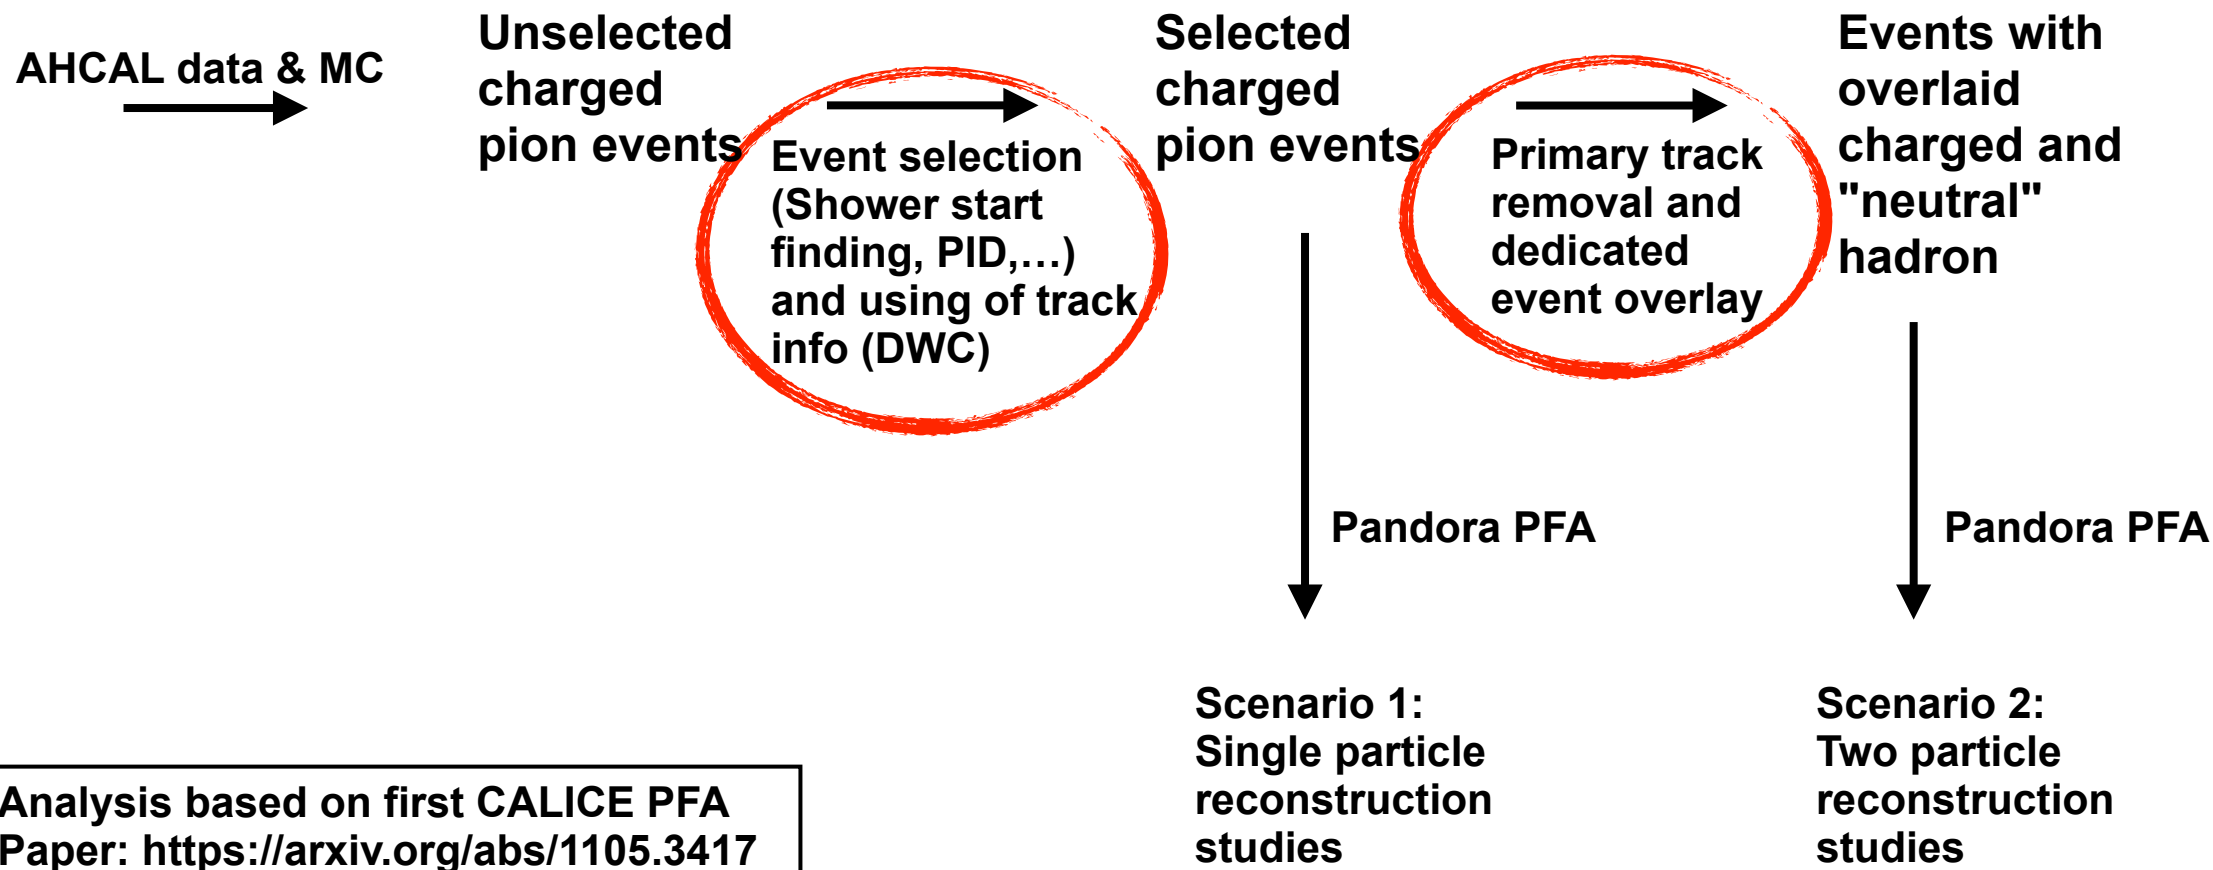 AHCAL data & MC
Unselected
charged
pion events
Event selection
(Shower start
finding, PID,...)
and using of track
info (DWC)
Selected
charged
pion events
Primary track
removal and
dedicated
event overlay
Events with
overlaid
charged and
"neutral"
hadron
Pandora PFA
Pandora PFA
Scenario 1:
Single particle
reconstruction
studies
Scenario 2:
Two particle
reconstruction
studies
Analysis based on first CALICE PFA
Paper: https://arxiv.org/abs/1105.3417